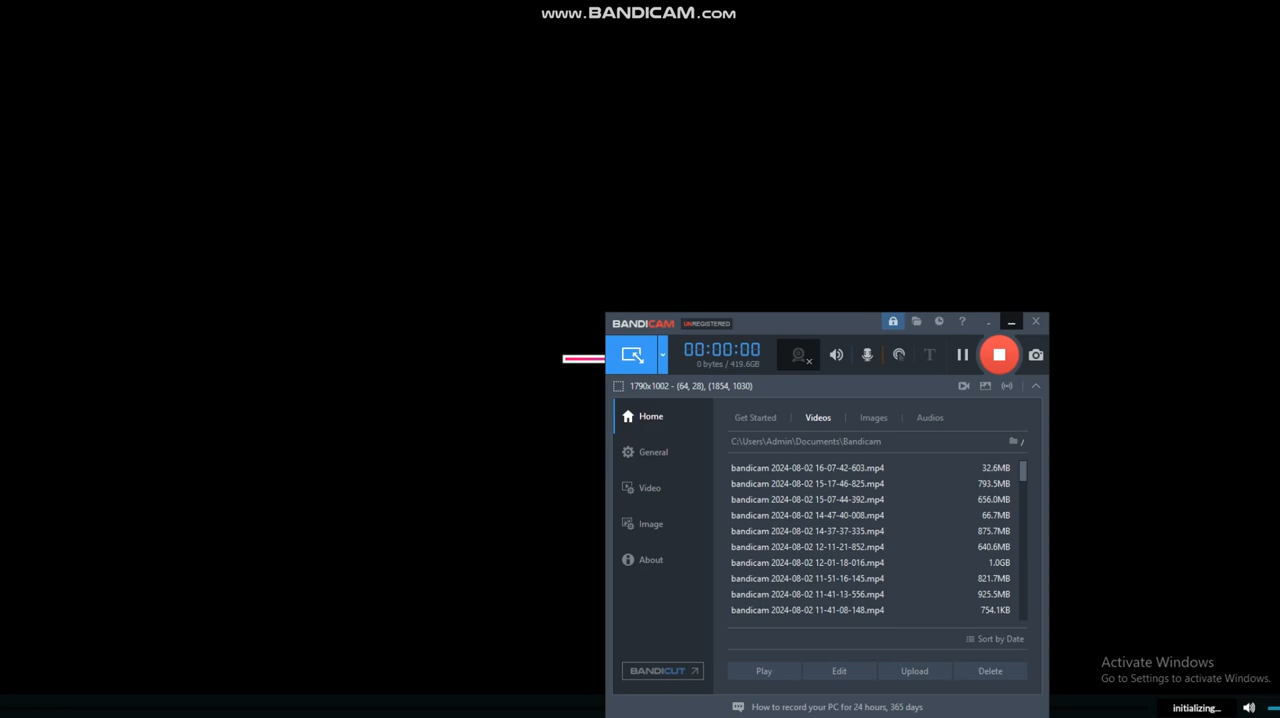 www.BANDICAM.com
BANDICAM UNREGISTERED
?
00:00:00
0 bytes / 419.6GB
T
1790x1002 - (64, 28), (1854, 1030)
Home
General
Video
Image
About
BANDICUT
Get Started
Videos
Images
Audios
C:\Users\Admin\Documents\Bandicam
/
bandicam 2024-08-02 16-07-42-603.mp4 32.6MB
bandicam 2024-08-02 15-17-46-825.mp4 793.5MB
bandicam 2024-08-02 15-07-44-392.mp4 656.0MB
bandicam 2024-08-02 14-47-40-008.mp4 66.7MB
bandicam 2024-08-02 14-37-37-335.mp4 875.7MB
bandicam 2024-08-02 12-11-21-852.mp4 640.6MB
bandicam 2024-08-02 12-01-18-016.mp4 1.0GB
bandicam 2024-08-02 11-51-16-145.mp4 821.7MB
bandicam 2024-08-02 11-41-13-556.mp4 925.5MB
bandicam 2024-08-02 11-41-08-148.mp4 754.1KB
Sort by Date
Play
Edit
Upload
Delete
How to record your PC for 24 hours, 365 days
Activate Windows
Go to Settings to activate Windows.
initializing...